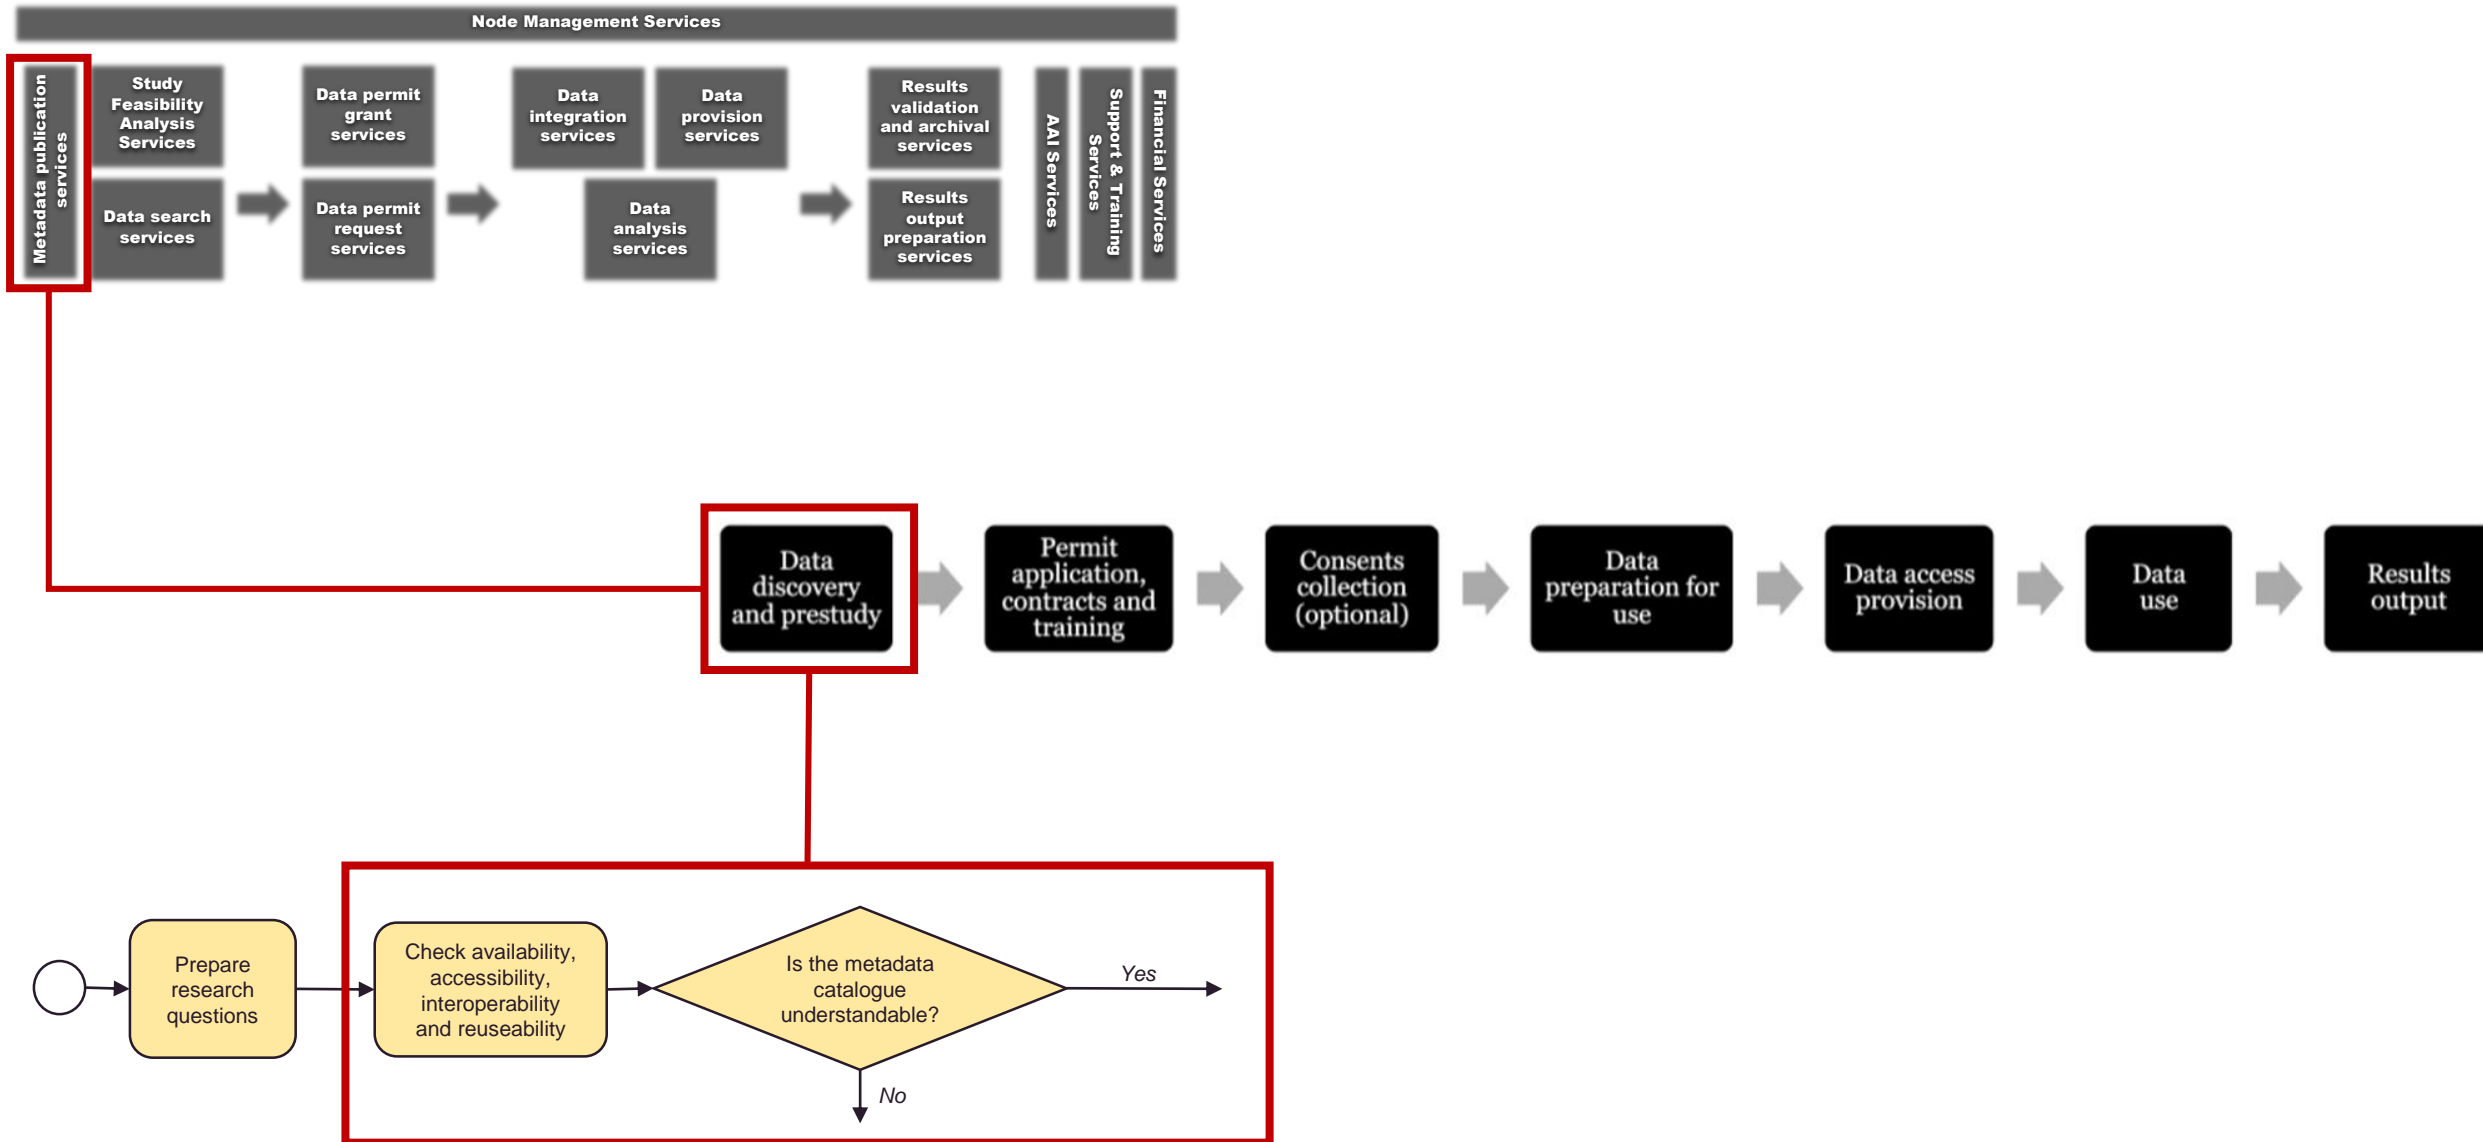 Node Management Services
Metadata publication
services
Study
Feasibility
Analysis
Services
Data search
services
Data permit
grant
services
Data permit
request
services
Data
integration
services
Data
provision
services
Data
analysis
services
Results
validation
and archival
services
Results
output
preparation
services
AAI Services
Support & Training
Services
Financial Services
Data
discovery
and prestudy
Permit
application,
contracts and
training
Consents
collection
(optional)
Data
preparation for
use
Data access
provision
Data
use
Results
output
Prepare
research
questions
Check availability,
accessibility,
interoperability
and reuseability
Is the metadata
catalogue
understandable?
Yes
No